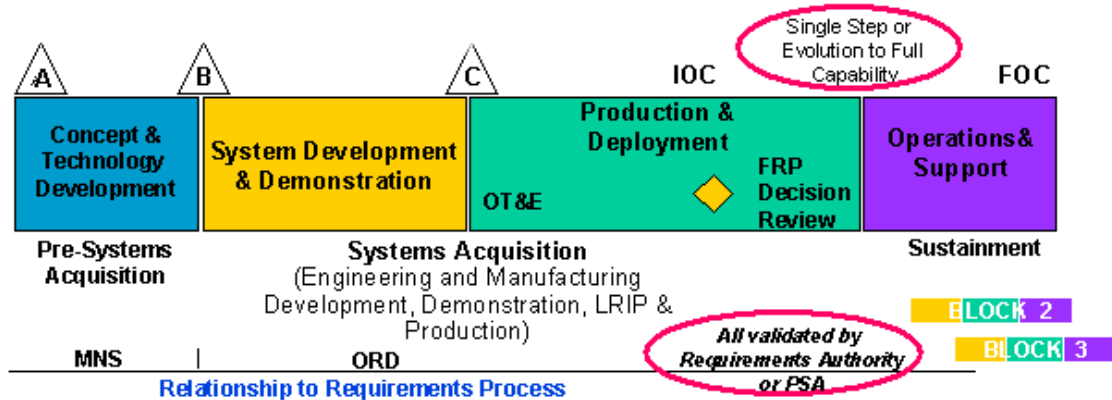 Single Step or
Evolution to Full
Capability
A
B
C
IOC
FOC
Concept &
Technology
Development
System Development
& Demonstration
Production &
Deployment
OT&E
FRP
Decision
Review
Operations&
Support
Pre-Systems
Acquisition
Systems Acquisition
(Engineering and Manufacturing
Development, Demonstration, LRIP &
Production)
Sustainment
BLOCK 2
BLOCK 3
MNS
ORD
All validated by
Requirements Authority
or PSA
Relationship to Requirements Process